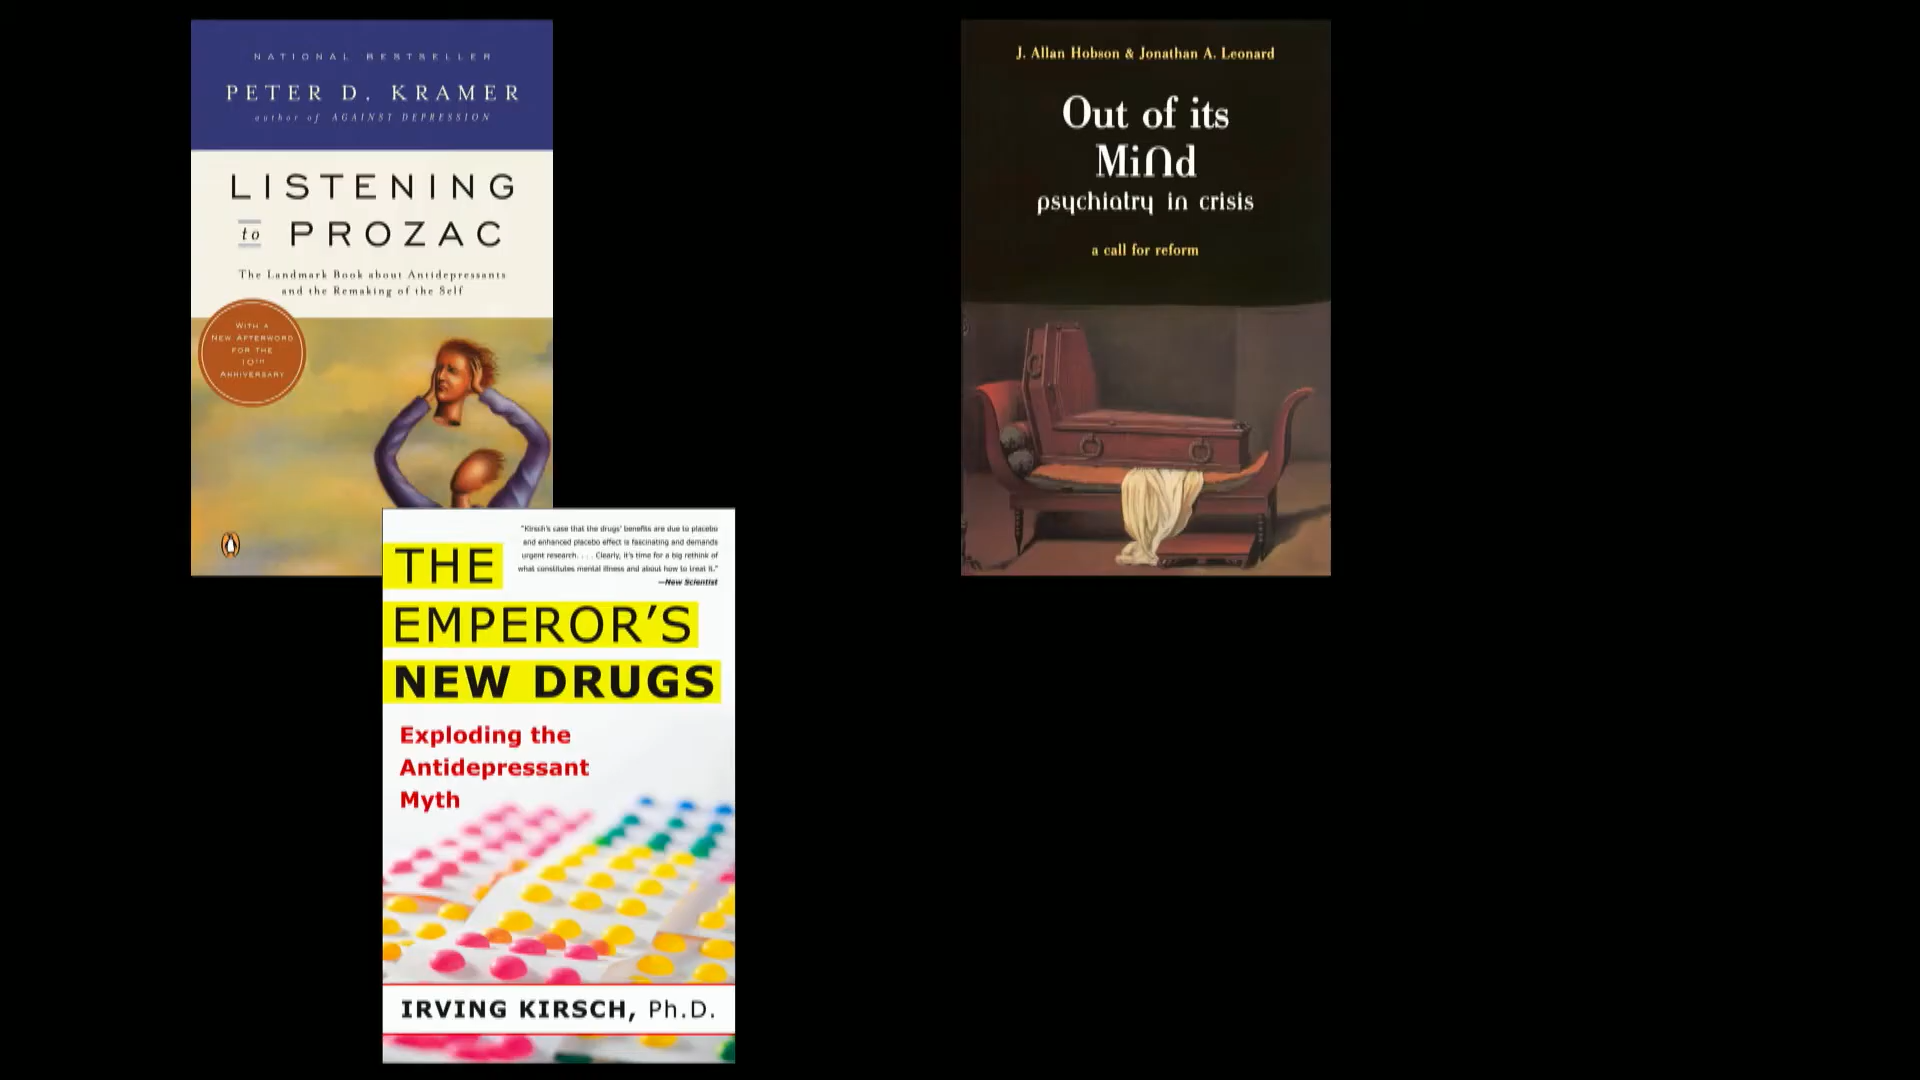 NATIONAL BESTSELLER
PETER D. KRAMER
author of AGAINST DEPRESSION
LISTENING
to PROZAC
The Landmark Book about Antidepressants
and the Remaking of the Self
WITH A
NEW AFTERWORD
FOR THE
10TH
ANNIVERSARY
J. Allan Hobson & Jonathan A. Leonard
Out of its
MiՈd
psychiatry in crisis
a call for reform
"Kirsch's case that the drugs' benefits are due to placebo
and enhanced placebo effect is fascinating and demands
urgent research. . . . Clearly, it's time for a big rethink of
what constitutes mental illness and about how to treat it."
—New Scientist
THE
EMPEROR'S
NEW DRUGS
Exploding the
Antidepressant
Myth
IRVING KIRSCH, Ph.D.